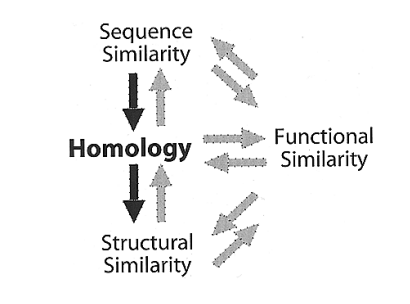 Sequence
Similarity
Homology
Functional
Similarity
Structural
Similarity